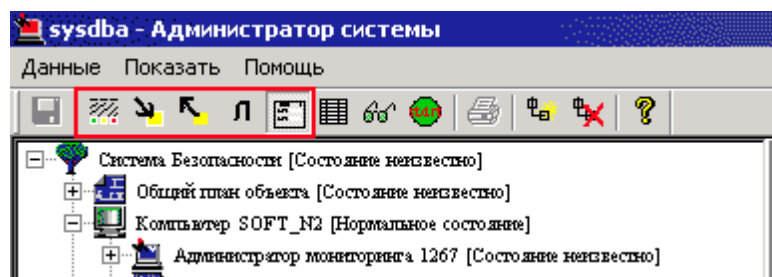 sysdba - Администратор системы
Данные Показать Помощь
Л ?
Система Безопасности [Состояние неизвестно]
Общий план объекта [Состояние неизвестно]
Компьютер SOFT_N2 [Нормальное состояние]
Администратор мониторинга 1267 [Состояние неизвестно]